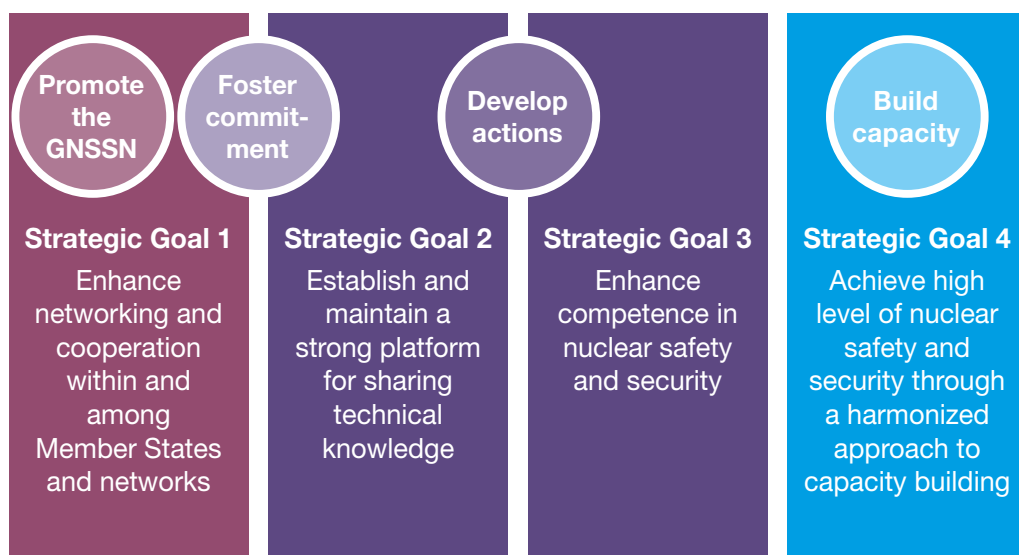 Promote
the
GNSSN
Foster
commit-
ment
Develop
actions
Build
capacity
Strategic Goal 1
Enhance
networking and
cooperation
within and
among
Member States
and networks
Strategic Goal 2
Establish and
maintain a
strong platform
for sharing
technical
knowledge
Strategic Goal 3
Enhance
competence in
nuclear safety
and security
Strategic Goal 4
Achieve high
level of nuclear
safety and
security through
a harmonized
approach to
capacity building